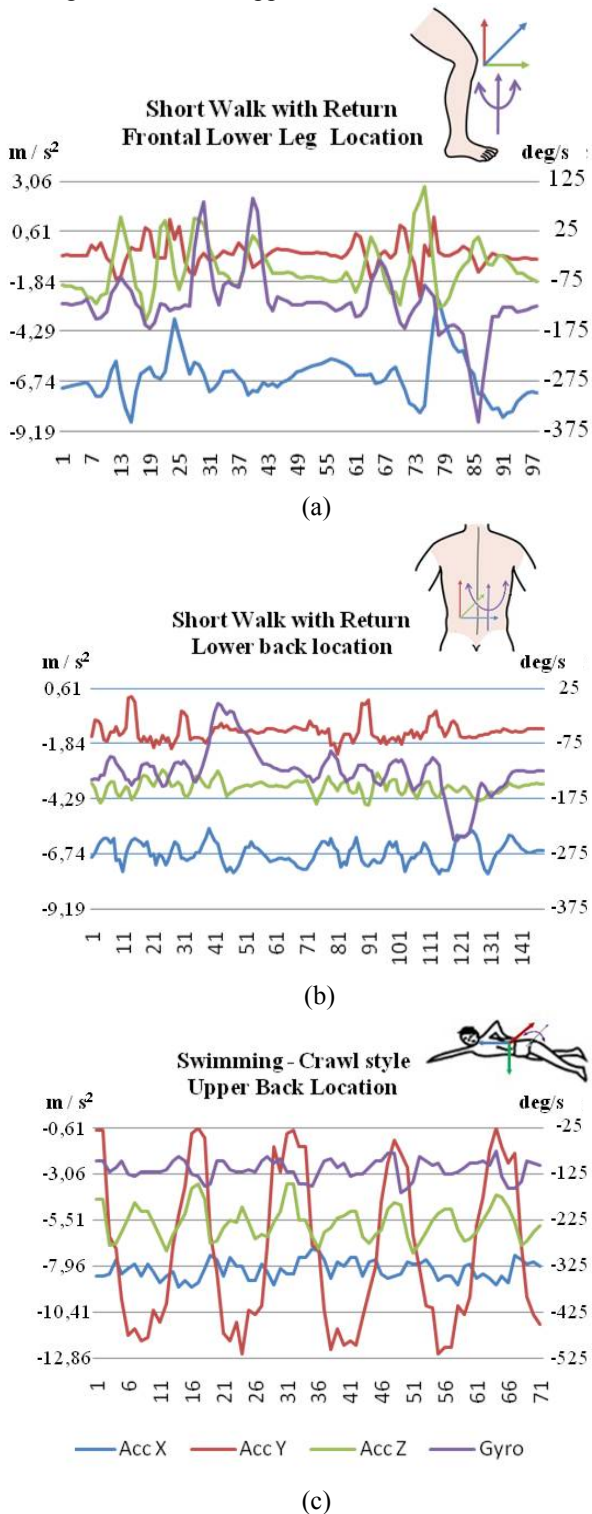 Short Walk with Return
Frontal Lower Leg Location
m / s²
deg/s
3,06
0,61
-1,84
-4,29
-6,74
-9,19
125
25
-75
-175
-275
-375
1 7 13 19 25 31 37 43 49 55 61 67 73 79 85 91 97
(a)
Short Walk with Return
Lower back location
m / s²
deg/s
0,61
-1,84
-4,29
-6,74
-9,19
25
-75
-175
-275
-375
1 11 21 31 41 51 61 71 81 91 101 111 121 131 141
(b)
Swimming - Crawl style
Upper Back Location
m / s²
deg/s
-0,61
-3,06
-5,51
-7,96
-10,41
-12,86
-25
-125
-225
-325
-425
-525
1 6 11 16 21 26 31 36 41 46 51 56 61 66 71
Acc X Acc Y Acc Z Gyro
(c)